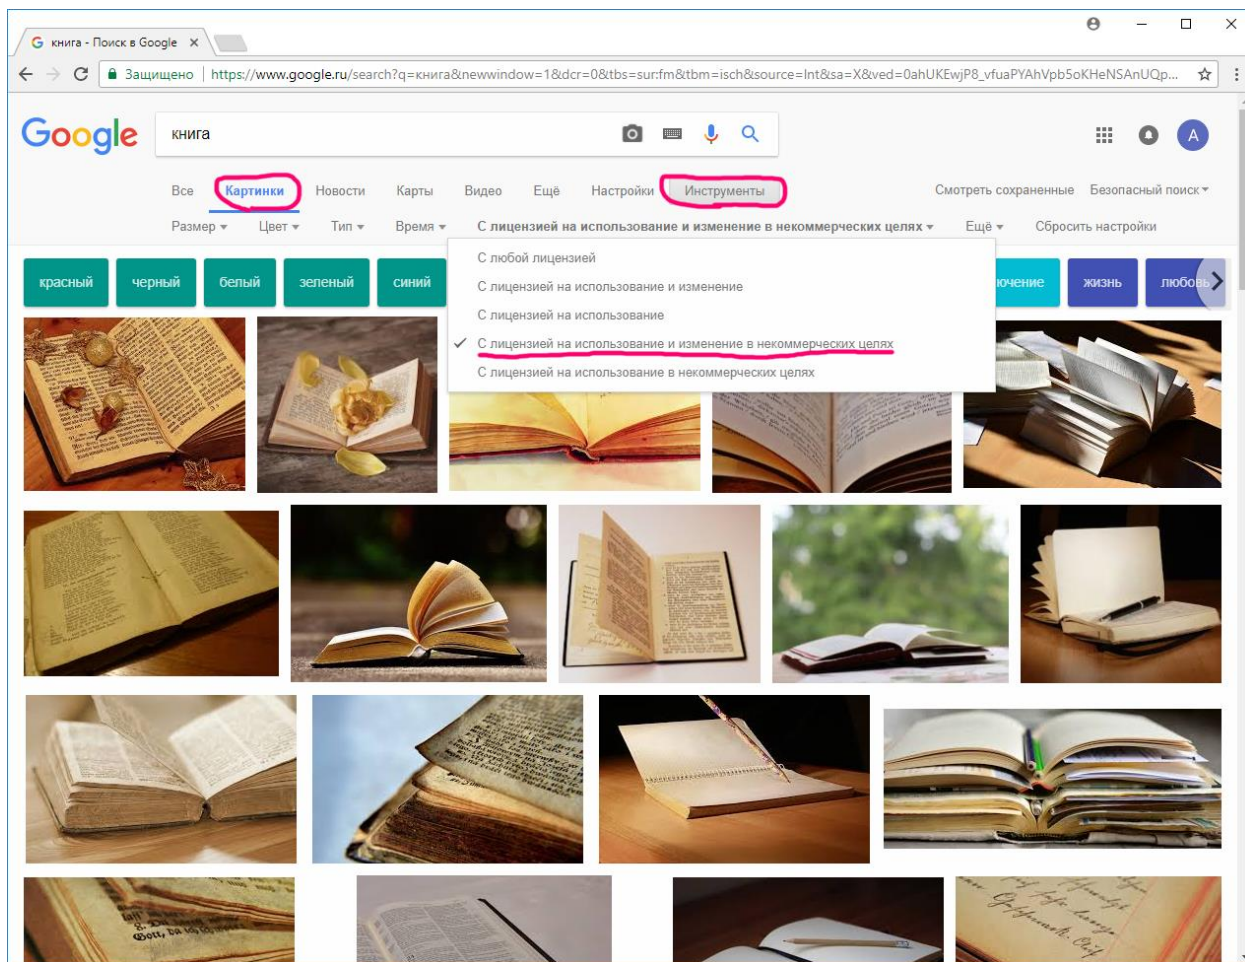 книга - Поиск в Google
Защищено https://www.google.ru/search?q=книга&newwindow=1&dcr=0&tbs=sur:fm&tbm=isch&source=lnt&sa=X&ved=0ahUKEwjP8_vfuaPYAhVpb5oKHeNSAnUQp...
Google книга
A
Все Картинки Новости Карты Видео Ещё Настройки Инструменты Смотреть сохраненные Безопасный поиск
Размер Цвет Тип Время С лицензией на использование и изменение в некоммерческих целях Ещё Сбросить настройки
С любой лицензией
С лицензией на использование и изменение
С лицензией на использование
С лицензией на использование и изменение в некоммерческих целях
С лицензией на использование в некоммерческих целях
красный черный белый зеленый синий жизнь любовь